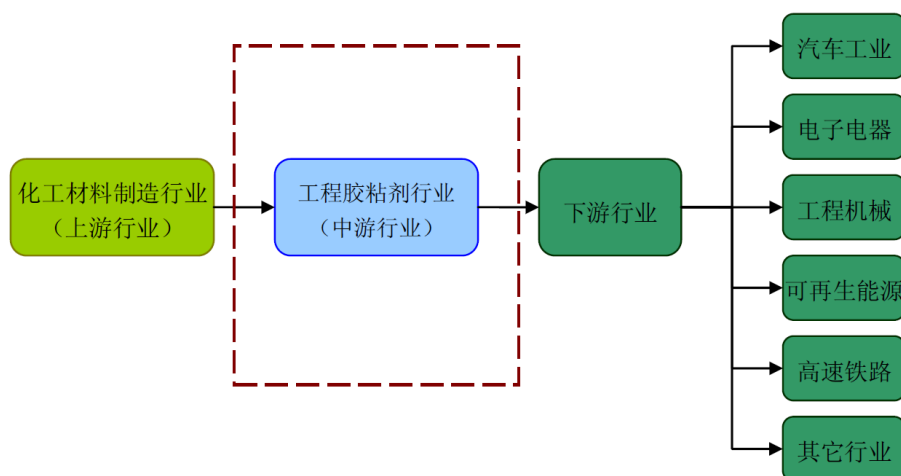 化工材料制造行业
（上游行业）
工程胶粘剂行业
（中游行业）
下游行业
汽车工业
电子电器
工程机械
可再生能源
高速铁路
其它行业